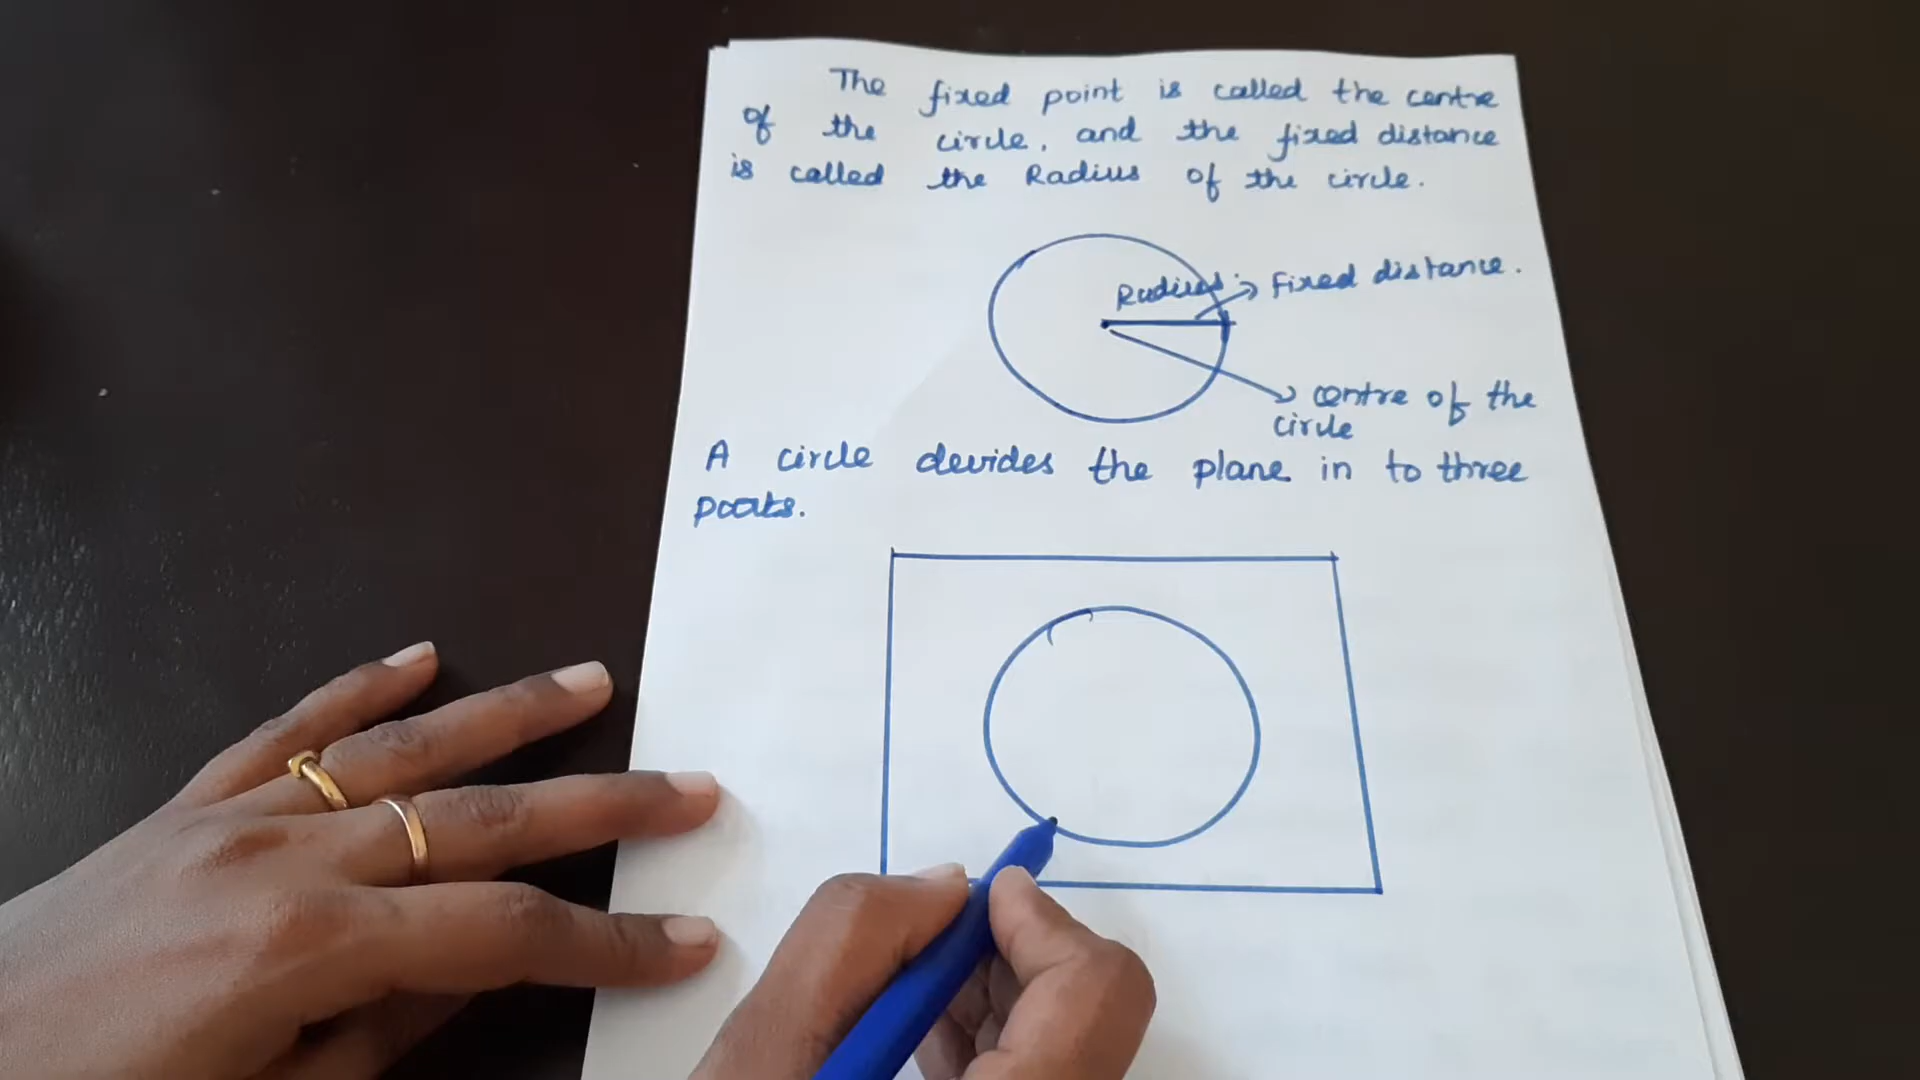 The fixed point is called the centre
of the circle, and the fixed distance
is called the Radius of the circle.
Radius. Fixed distance.
centre of the
circle
A circle devides the plane in to three
parts.